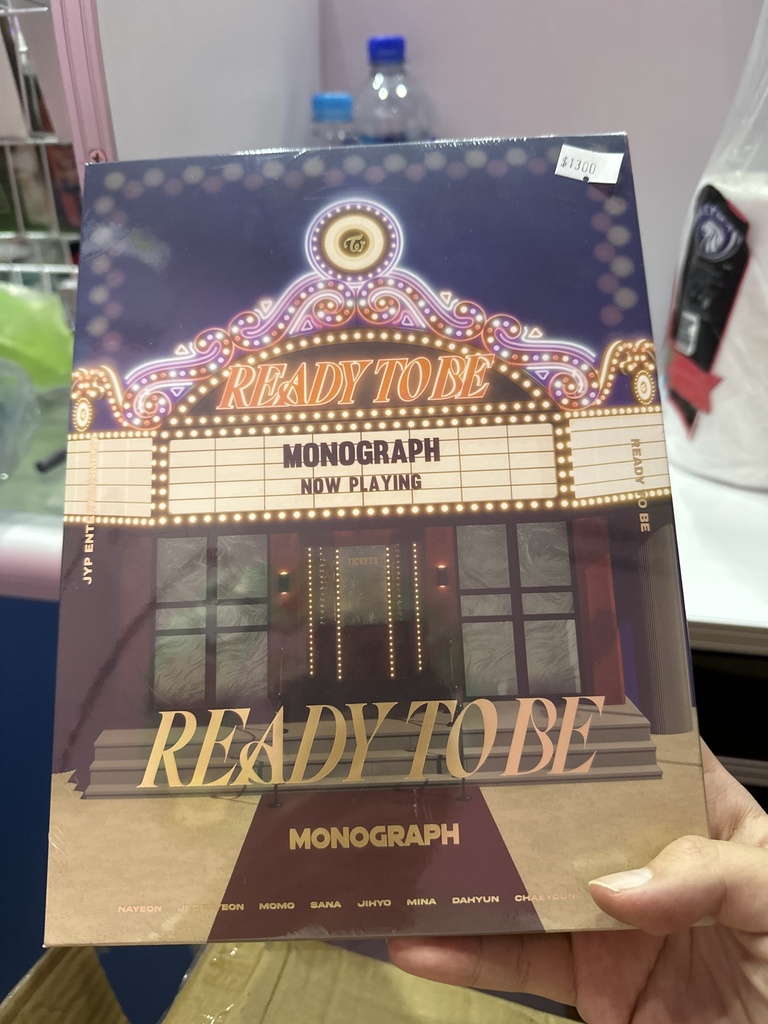 $1300
READY TO BE
MONOGRAPH
NOW PLAYING
READY TO BE
JYP
TICKETS
READY TO BE
MONOGRAPH
NAYEON MOMO SANA JIHYO MINA DAHYUN